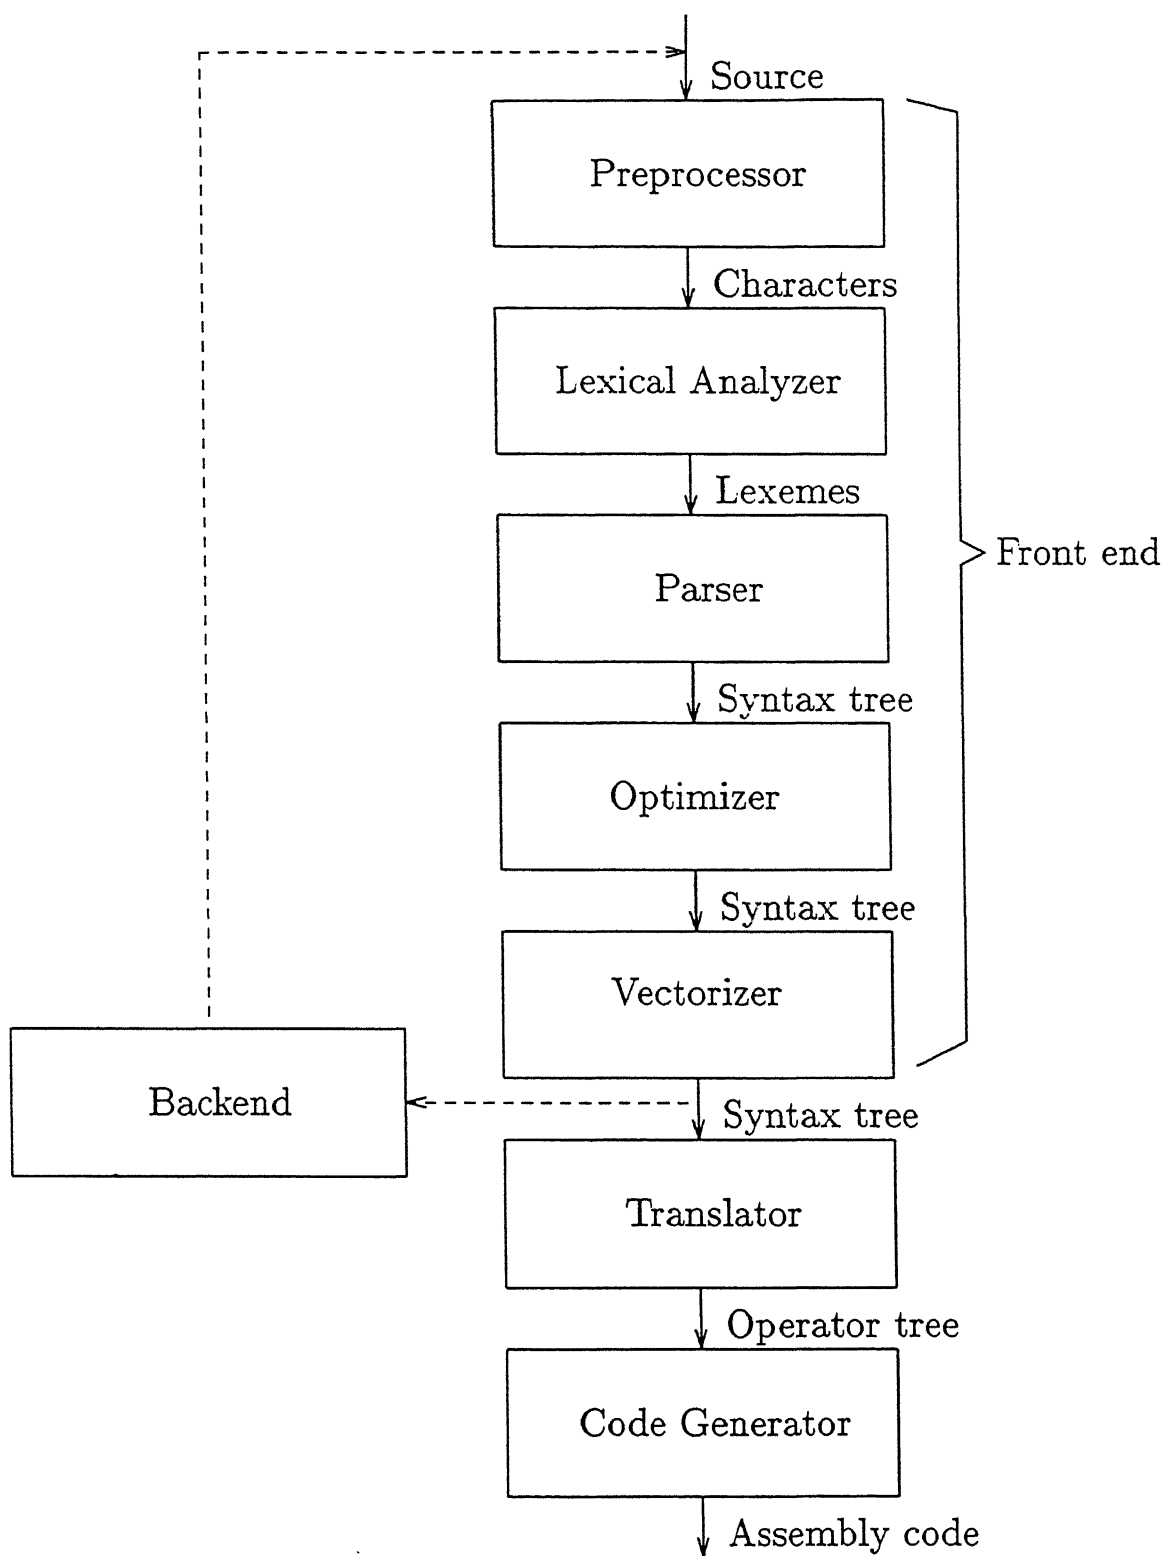 Source
Preprocessor
Characters
Lexical Analyzer
Lexemes
Front end
Parser
Syntax tree
Optimizer
Syntax tree
Vectorizer
Backend
Syntax tree
Translator
Operator tree
Code Generator
Assembly code